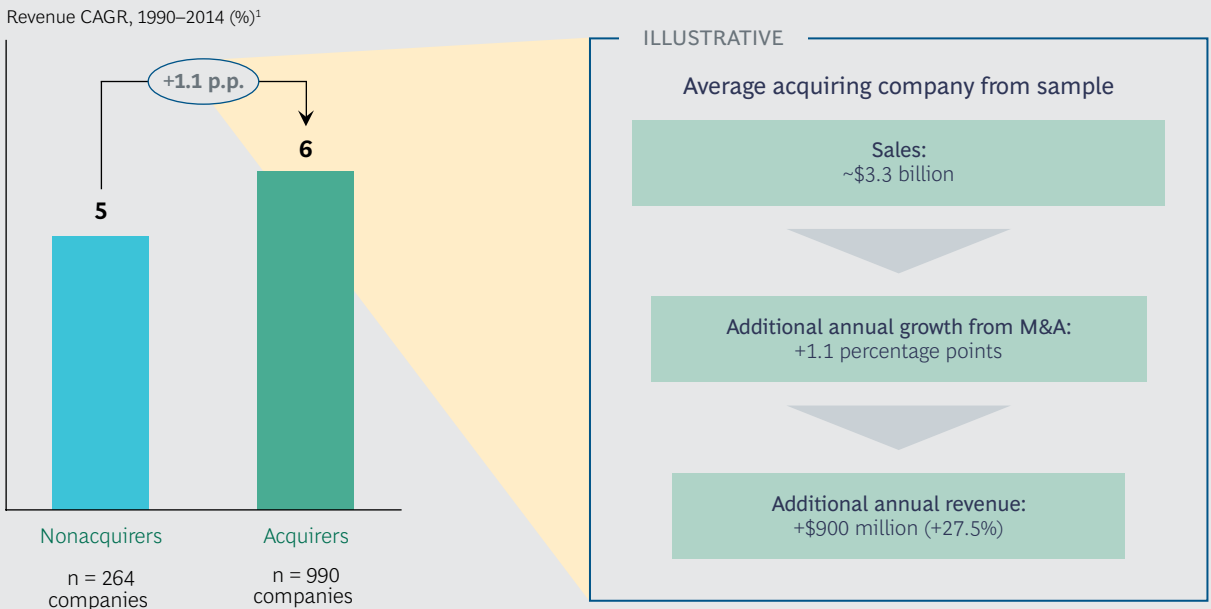 Revenue CAGR, 1990–2014 (%)¹
+1.1 p.p.
5
6
Nonacquirers
Acquirers
n = 264
companies
n = 990
companies
ILLUSTRATIVE
Average acquiring company from sample
Sales:
~$3.3 billion
Additional annual growth from M&A:
+1.1 percentage points
Additional annual revenue:
+$900 million (+27.5%)